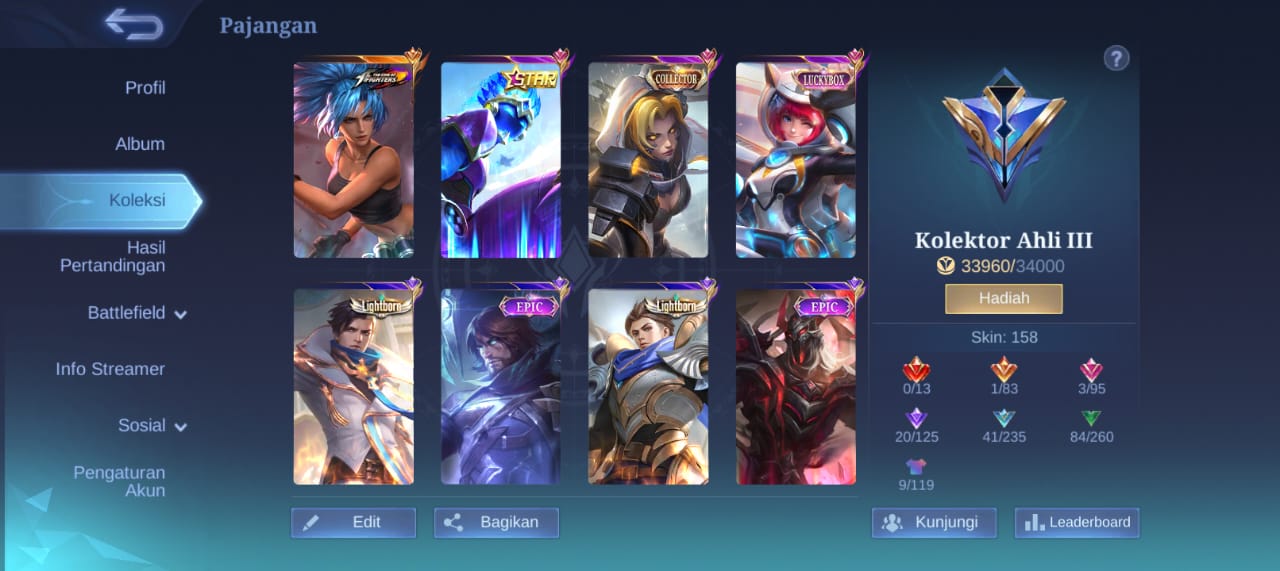 Pajangan
Profil
Album
Koleksi
Hasil
Pertandingan
Battlefield
Info Streamer
Sosial
Pengaturan
Akun
THE KING OF
FIGHTERS
STAR
COLLECTOR
LUCKYBOX
Lightborn
EPIC
Lightborn
EPIC
Edit
Bagikan
?
Kolektor Ahli III
33960/34000
Hadiah
Skin: 158
0/13
1/83
3/95
20/125
41/235
84/260
9/119
Kunjungi
Leaderboard